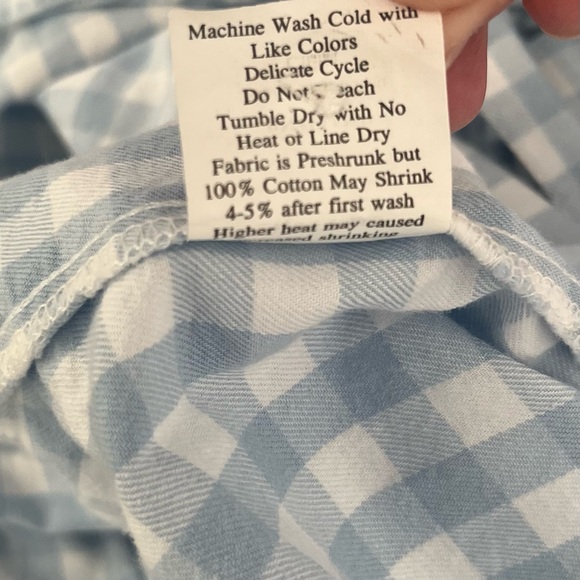 Machine Wash Cold with
Like Colors
Delicate Cycle
Do Not
Tumble Dry with No
Heat or Line Dry
Fabric is Preshrunk but
100% Cotton May Shrink
4-5% after first wash
Higher heat may caused
shrinking